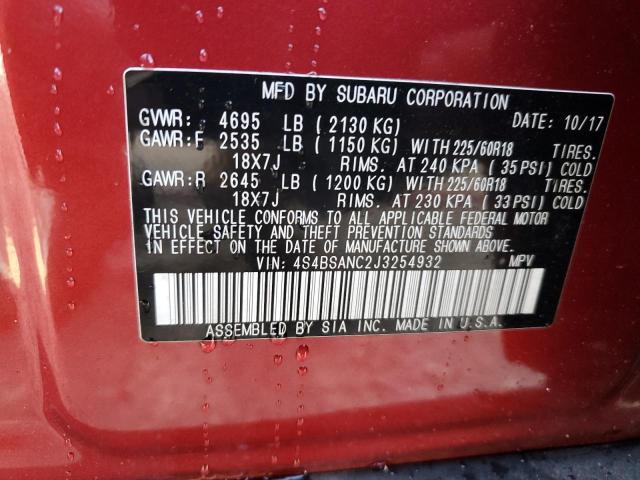 MFD BY SUBARU CORPORATION
GVWR: 4695 LB ( 2130 KG) DATE: 10/17
GAWR:F 2535 LB ( 1150 KG) WITH 225/60R18 TIRES.
18X7J RIMS. AT 240 KPA ( 35 PSI) COLD
GAWR:R 2645 LB ( 1200 KG) WITH 225/60R18 TIRES.
18X7J RIMS. AT 230 KPA ( 33 PSI) COLD
THIS VEHICLE CONFORMS TO ALL APPLICABLE FEDERAL MOTOR
VEHICLE SAFETY AND THEFT PREVENTION STANDARDS
IN EFFECT ON THE DATE OF MANUFACTURE SHOWN ABOVE.
VIN: 4S4BSANC2J3254932 MPV
ASSEMBLED BY SIA INC. MADE IN U.S.A.